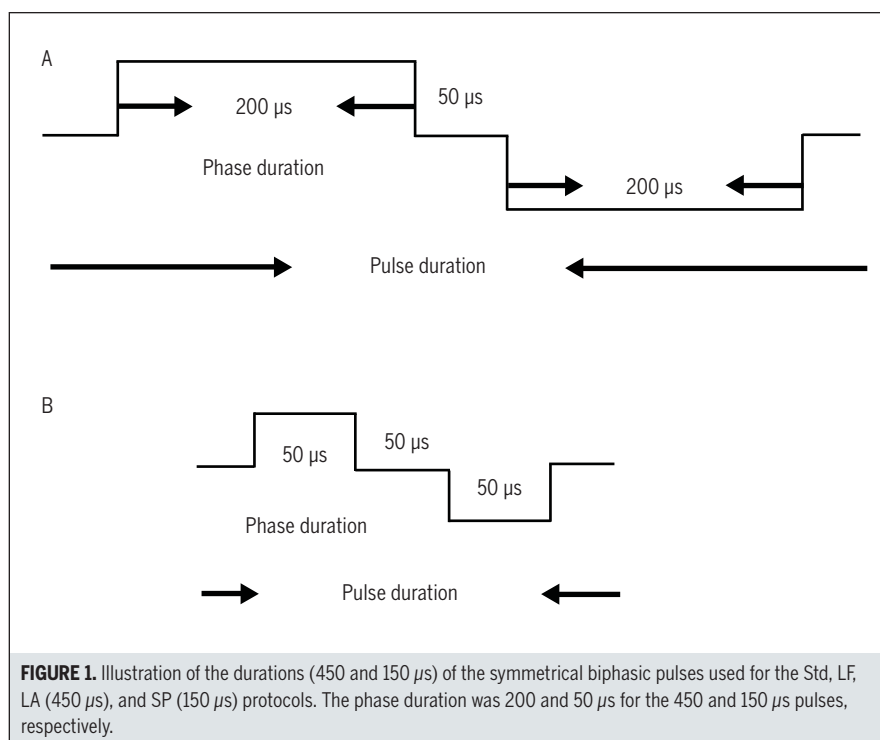 A
200 µs
50 µs
Phase duration
200 µs
Pulse duration
B
50 µs
50 µs
50 µs
Phase duration
Pulse duration
FIGURE 1. Illustration of the durations (450 and 150 µs) of the symmetrical biphasic pulses used for the Std, LF,
LA (450 µs), and SP (150 µs) protocols. The phase duration was 200 and 50 µs for the 450 and 150 µs pulses,
respectively.